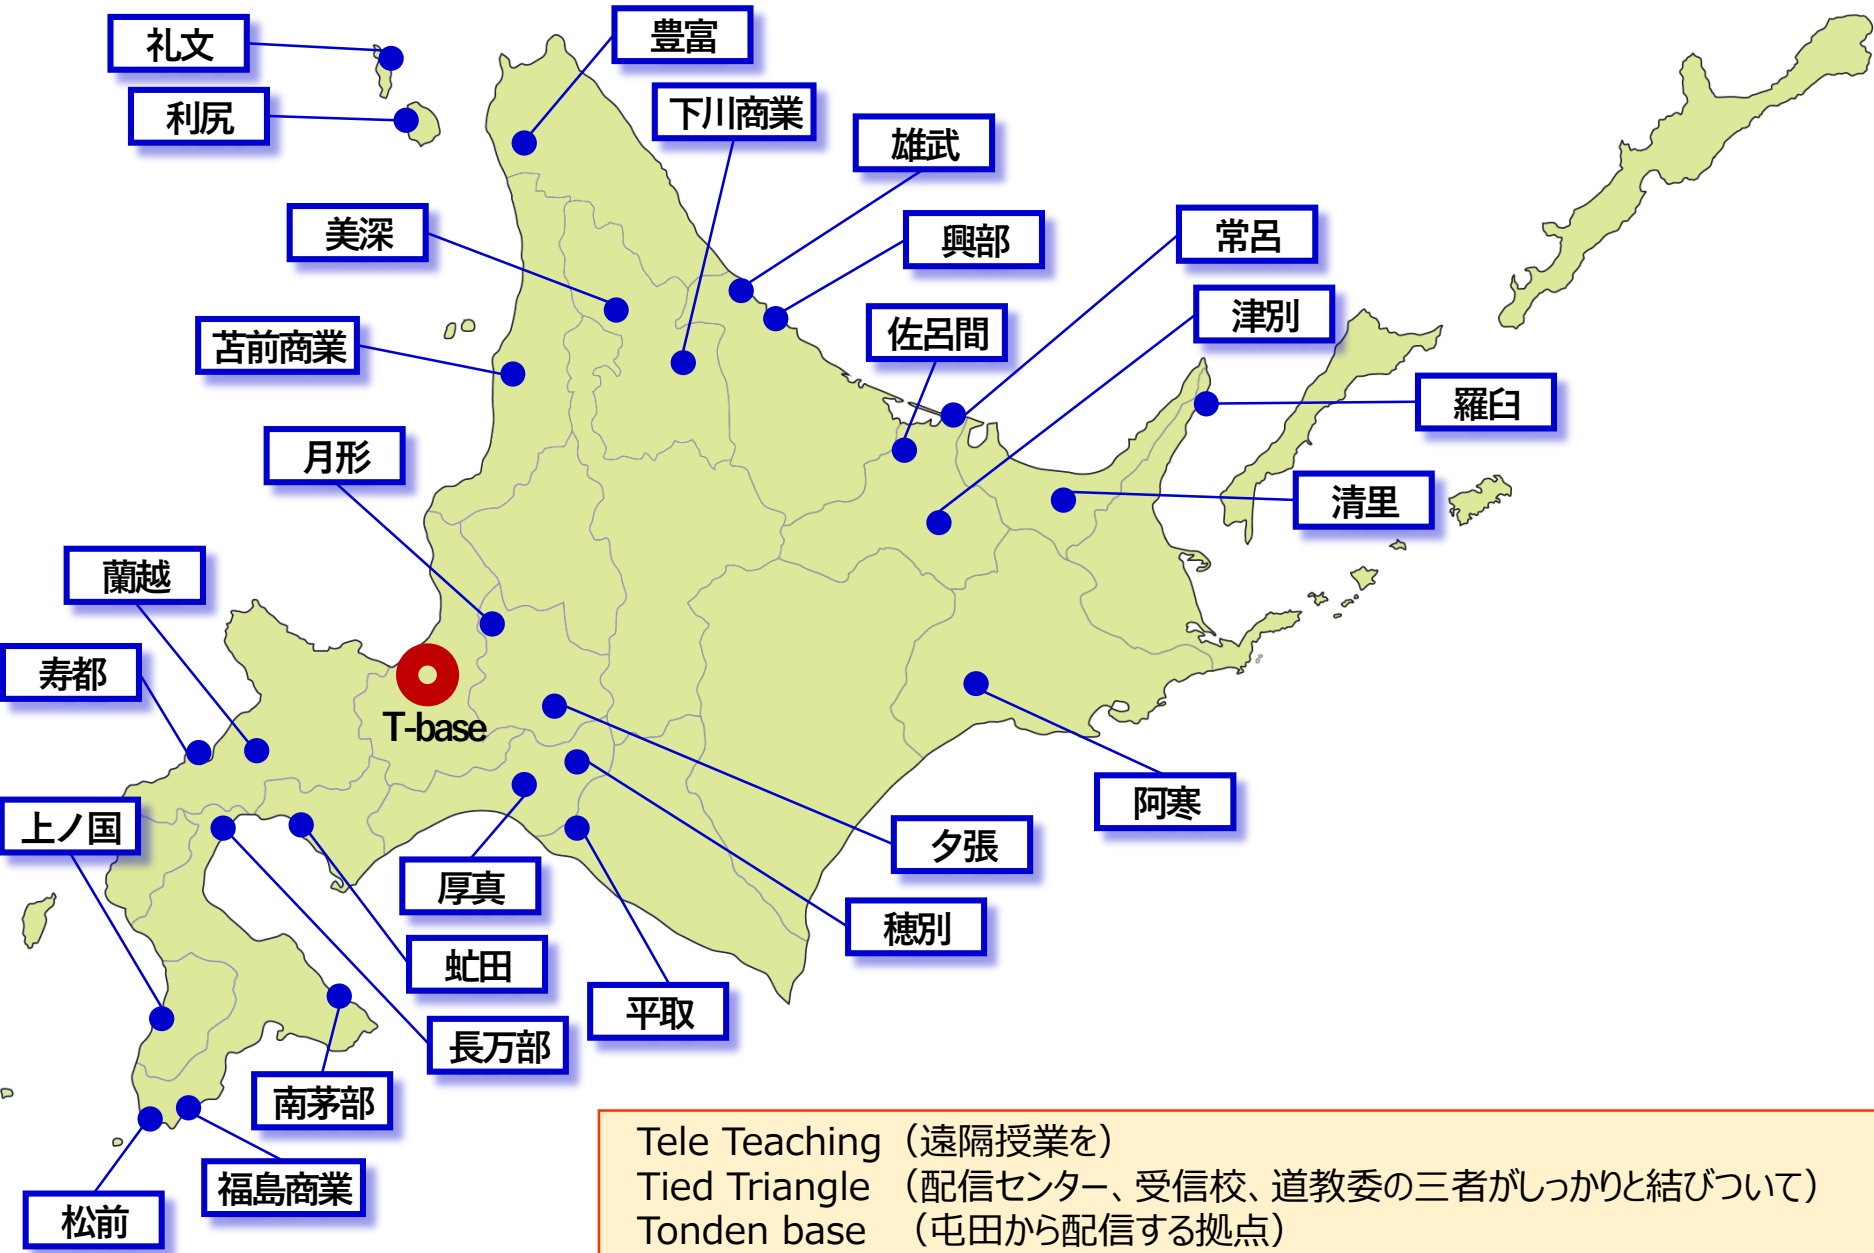 礼文
豊富
利尻
下川商業
雄武
美深
興部
常呂
津別
佐呂間
苫前商業
羅臼
月形
清里
蘭越
寿都
T-base
阿寒
上ノ国
夕張
厚真
穂別
虻田
平取
長万部
南茅部
福島商業
松前
Tele Teaching（遠隔授業を）
Tied Triangle （配信センター、受信校、道教委の三者がしっかりと結びついて）
Tonden base （屯田から配信する拠点）